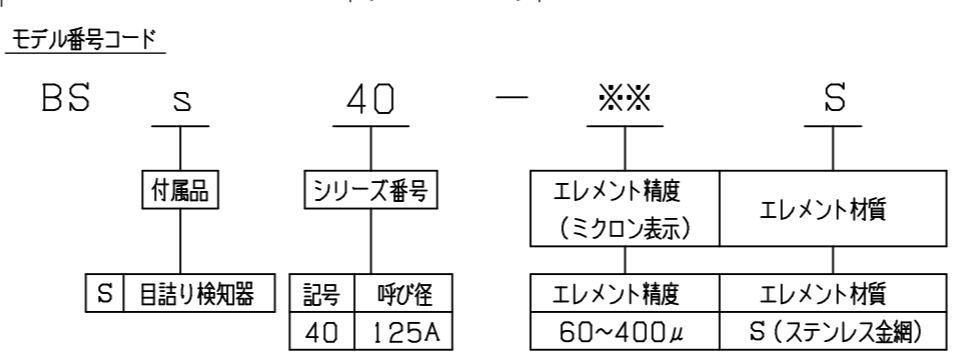 モデル番号コード
BS s 40 － ※※ S
付属品 シリーズ番号 エレメント精度 エレメント材質
（ミクロン表示）
S 目詰り検知器 記号 呼び径 エレメント精度 エレメント材質
40 125A 60～400μ S（ステンレス金網）